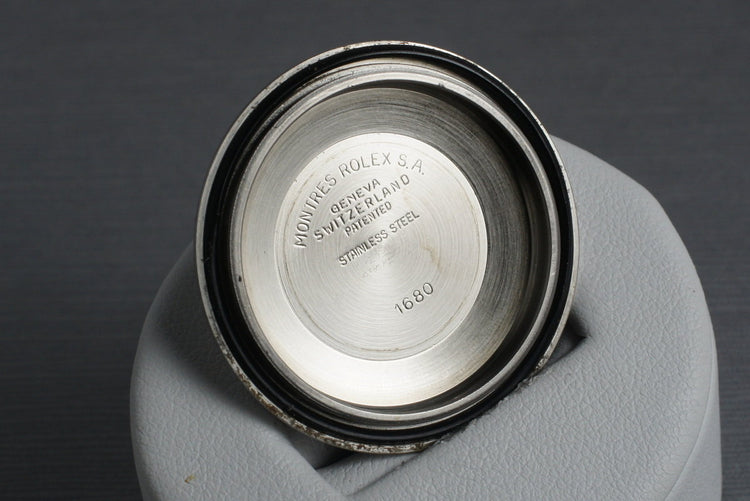 MONTRES ROLEX S.A.
GENEVA
SWITZERLAND
PATENTED
STAINLESS STEEL
1680